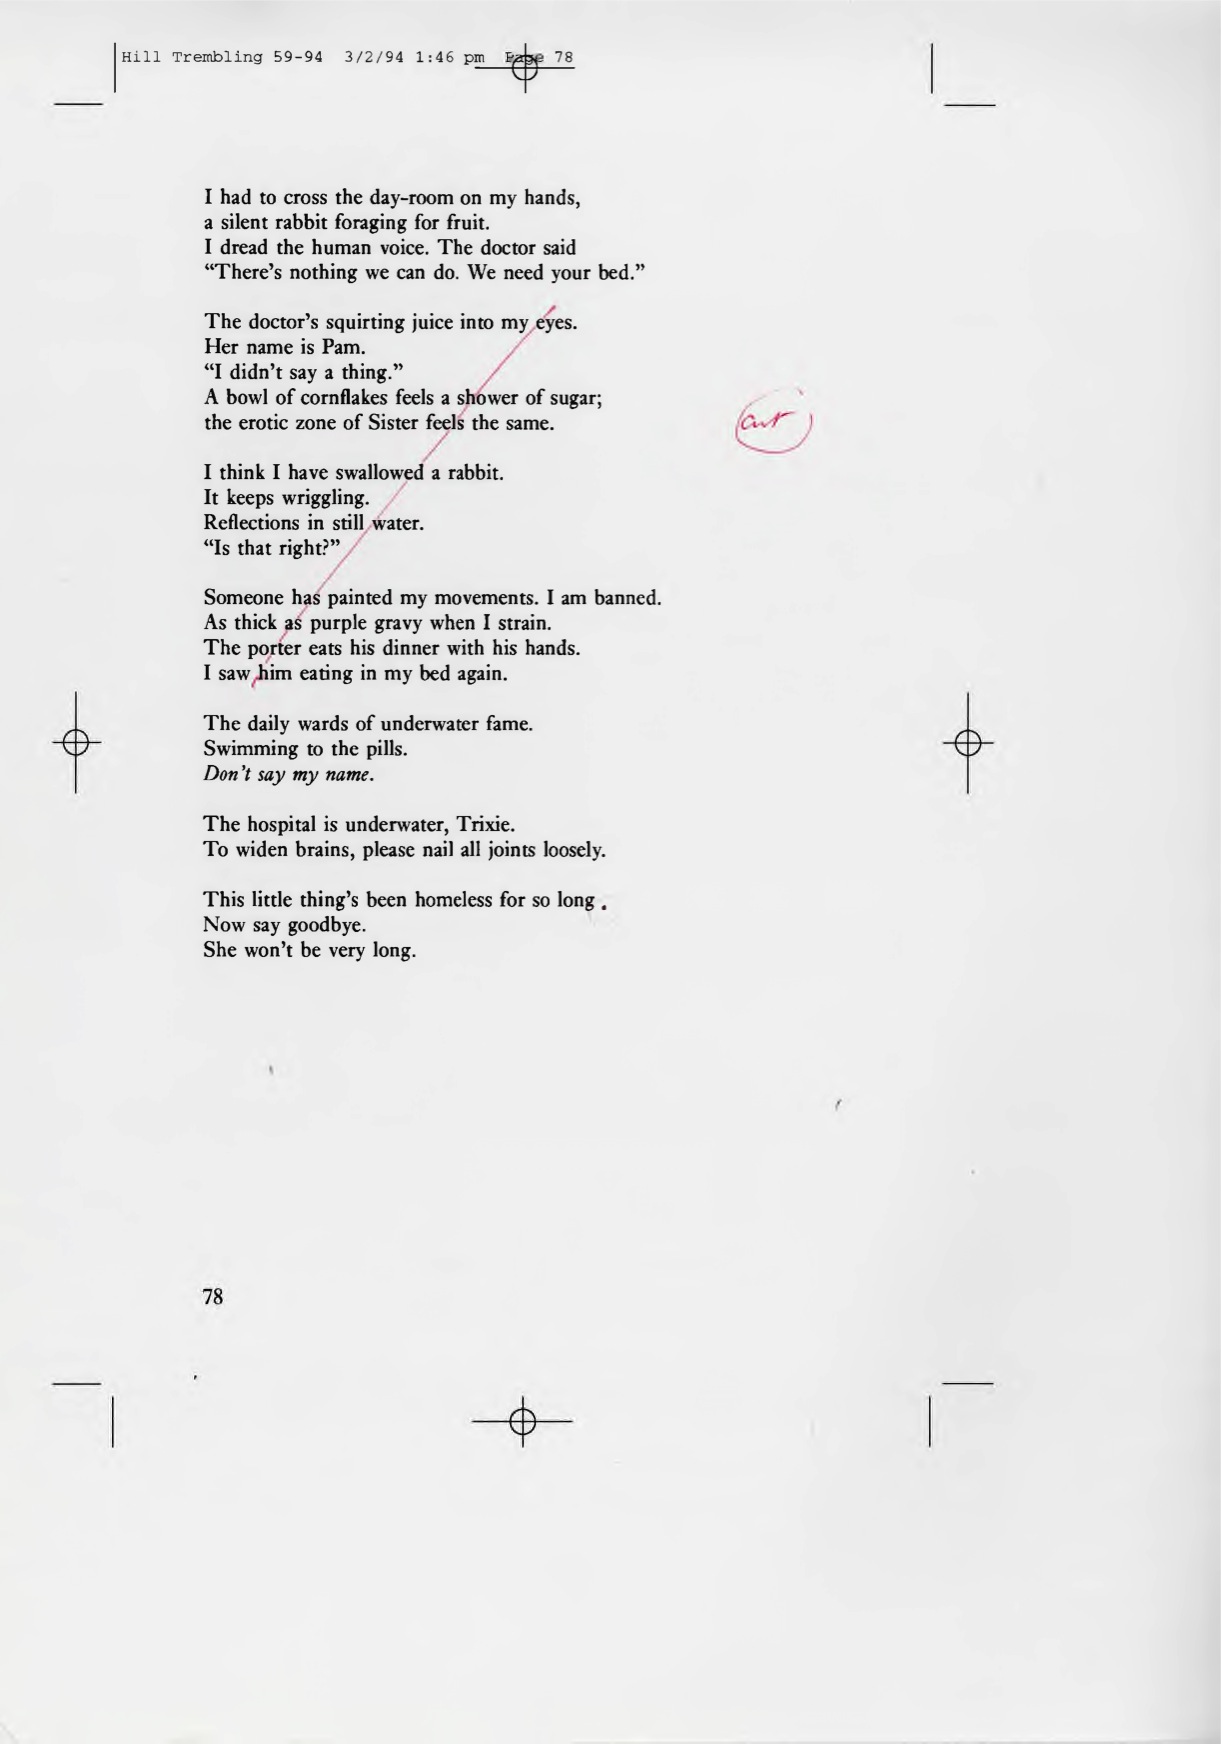 Hill Trembling 59-94 3/2/94 1:46 pm Page 78
I had to cross the day-room on my hands,
a silent rabbit foraging for fruit.
I dread the human voice. The doctor said
“There’s nothing we can do. We need your bed.”
The doctor’s squirting juice into my eyes.
Her name is Pam.
“I didn’t say a thing.”
A bowl of cornflakes feels a shower of sugar;
the erotic zone of Sister feels the same.
cut
I think I have swallowed a rabbit.
It keeps wriggling.
Reflections in still water.
“Is that right?”
Someone has painted my movements. I am banned.
As thick as purple gravy when I strain.
The porter eats his dinner with his hands.
I saw him eating in my bed again.
The daily wards of underwater fame.
Swimming to the pills.
Don’t say my name.
The hospital is underwater, Trixie.
To widen brains, please nail all joints loosely.
This little thing’s been homeless for so long.
Now say goodbye.
She won’t be very long.
78